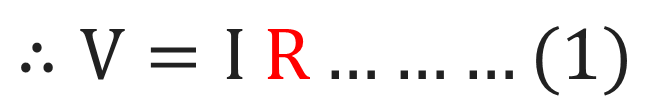 ∴ V = I R ... ... ... (1)